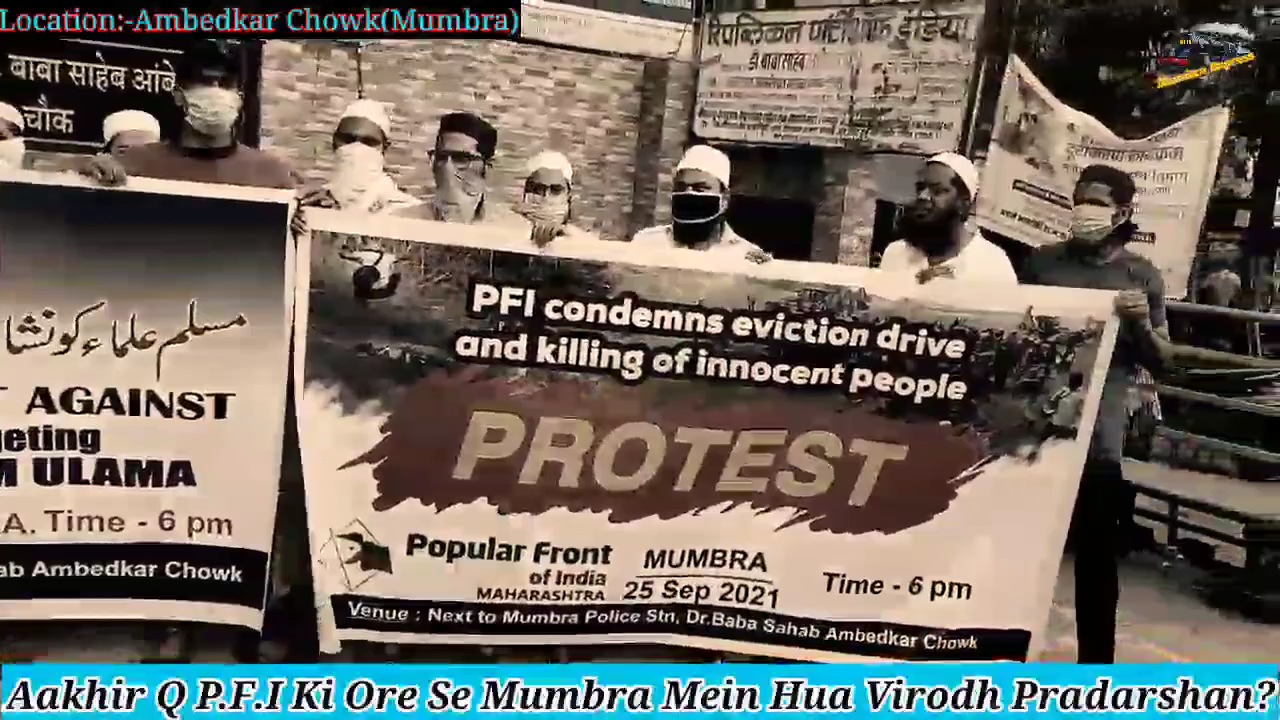 Location:-Ambedkar Chowk(Mumbra)
बाबा साहेब आंबे
चौक
रिपब्लिकन पार्टी ऑफ इंडिया
مسلم علماء کو نشا
T AGAINST
geting
M ULAMA
A. Time - 6 pm
ab Ambedkar Chowk
PFI condemns eviction drive
and killing of innocent people
PROTEST
Popular Front
of India
MAHARASHTRA
MUMBRA
25 Sep 2021
Time - 6 pm
Venue : Next to Mumbra Police Stn, Dr.Baba Sahab Ambedkar Chowk
Aakhir Q P.F.I Ki Ore Se Mumbra Mein Hua Virodh Pradarshan?